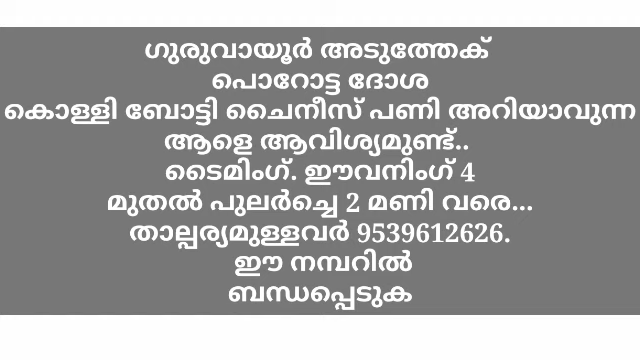 ഗുരുവായൂർ അടുത്തേക്
പൊറോട്ട ദോശ
കൊള്ളി ബോട്ടി ചൈനീസ് പണി അറിയാവുന്ന
ആളെ ആവിശ്യമുണ്ട്..
ടൈമിംഗ്. ഈവനിംഗ് 4
മുതൽ പുലർച്ചെ 2 മണി വരെ...
താല്പര്യമുള്ളവർ 9539612626.
ഈ നമ്പറിൽ
ബന്ധപ്പെടുക